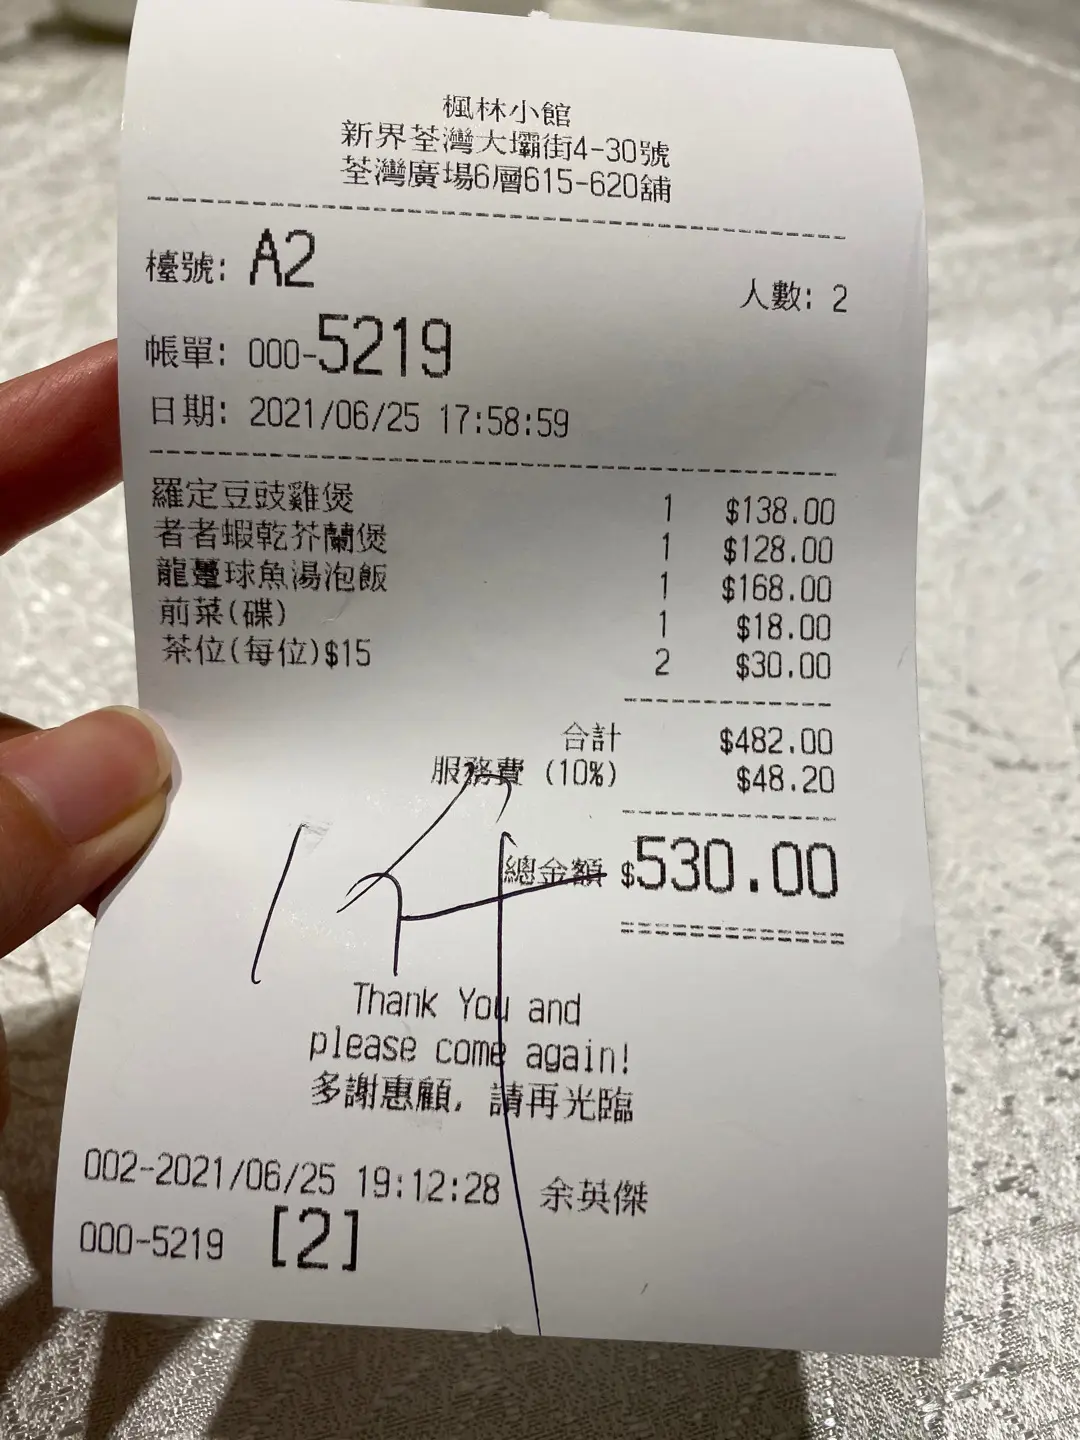 楓林小館
新界荃灣大壩街4-30號
荃灣廣場6層615-620舖
檯號: A2 人數: 2
帳單: 000-5219
日期: 2021/06/25 17:58:59
羅定豆豉雞煲 1 $138.00
者者蝦乾芥蘭煲 1 $128.00
龍躉球魚湯泡飯 1 $168.00
前菜(碟) 1 $18.00
茶位(每位)$15 2 $30.00
合計 $482.00
服務費 (10%) $48.20
總金額 $530.00
Thank You and
please come again!
多謝惠顧, 請再光臨
002-2021/06/25 19:12:28 余英傑
000-5219 [2]